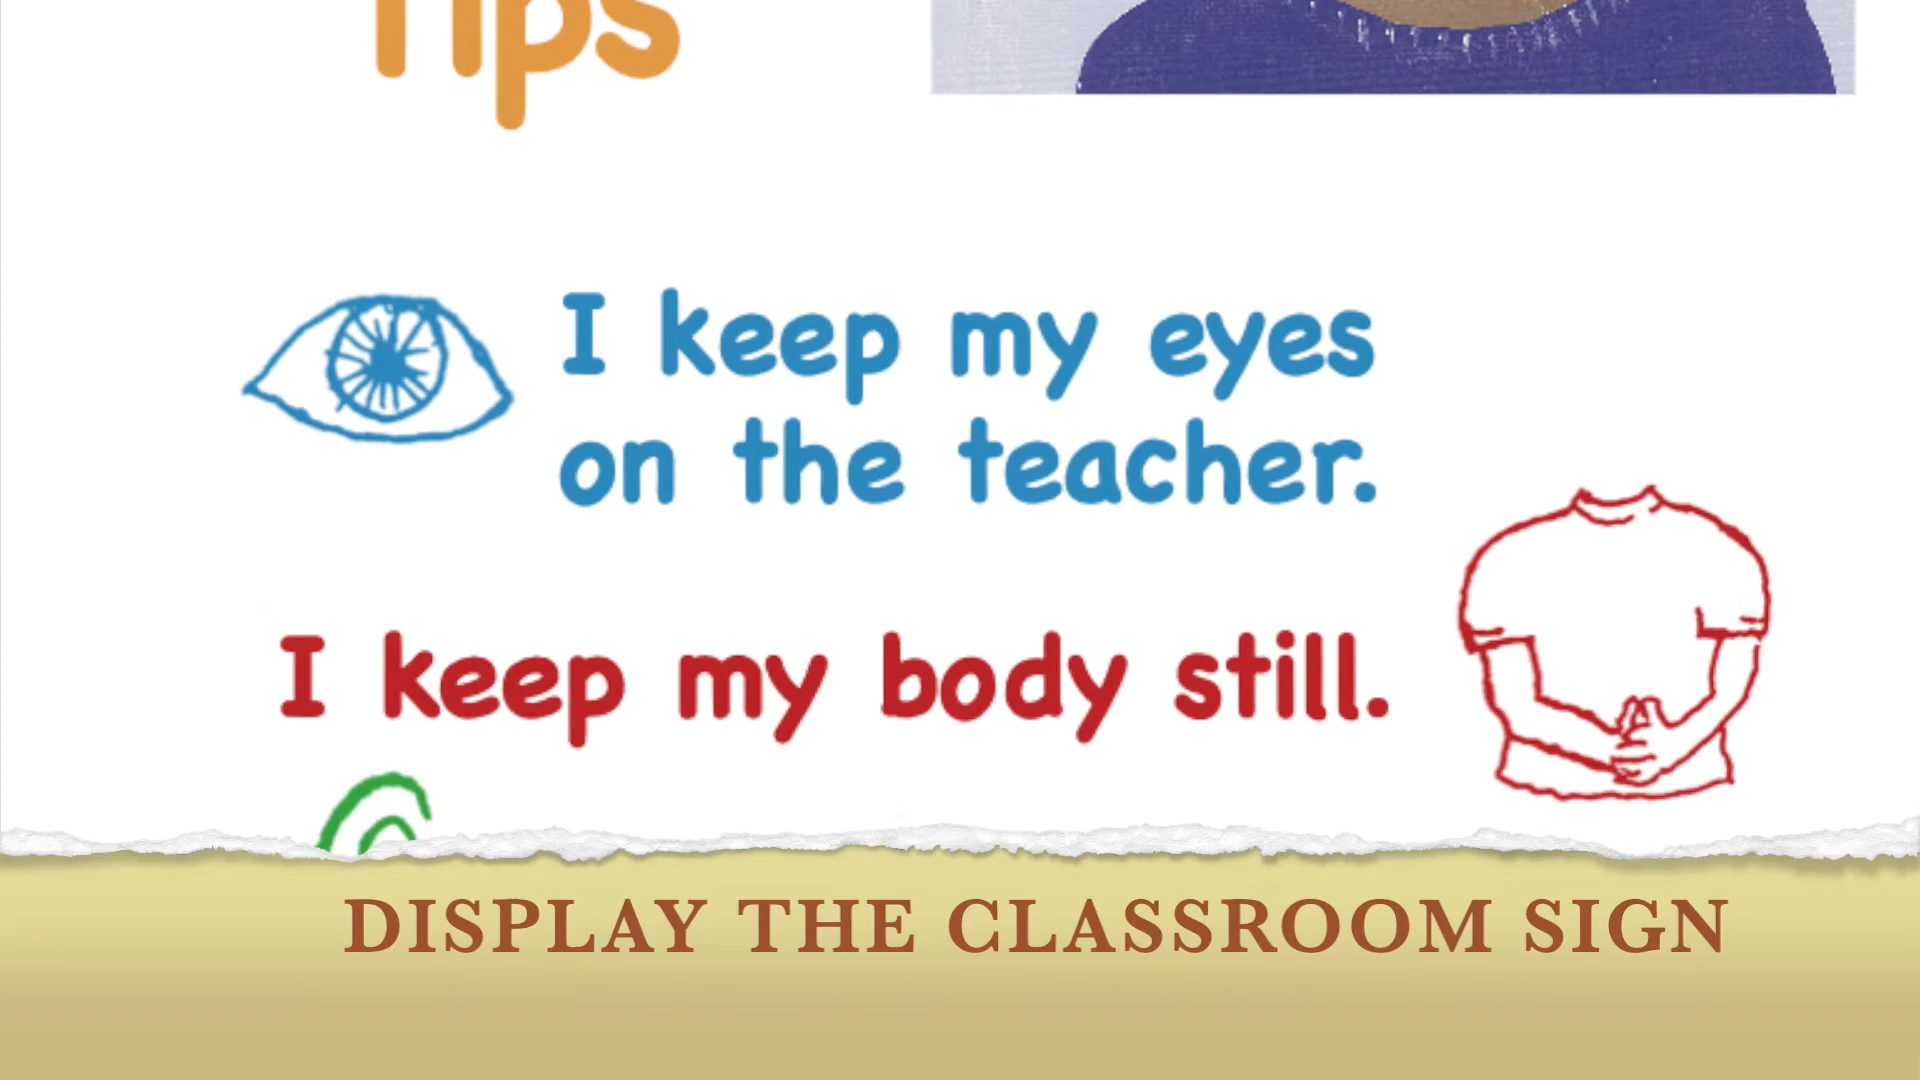 Tips
I keep my eyes
on the teacher.
I keep my body still.
DISPLAY THE CLASSROOM SIGN